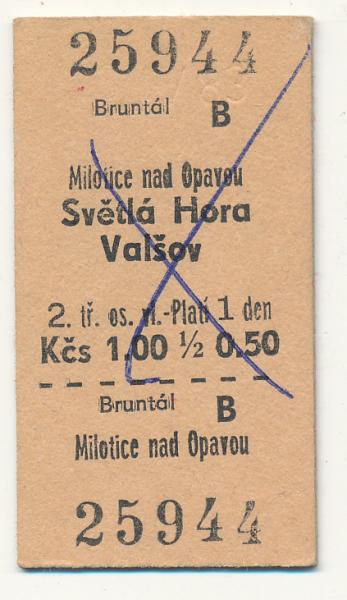 25944
Bruntál B
Milotice nad Opavou
Světlá Hora
Valšov
2. tř. os. vl.-Platí 1 den
Kčs 1,00 ½ 0,50
Bruntál B
Milotice nad Opavou
25944